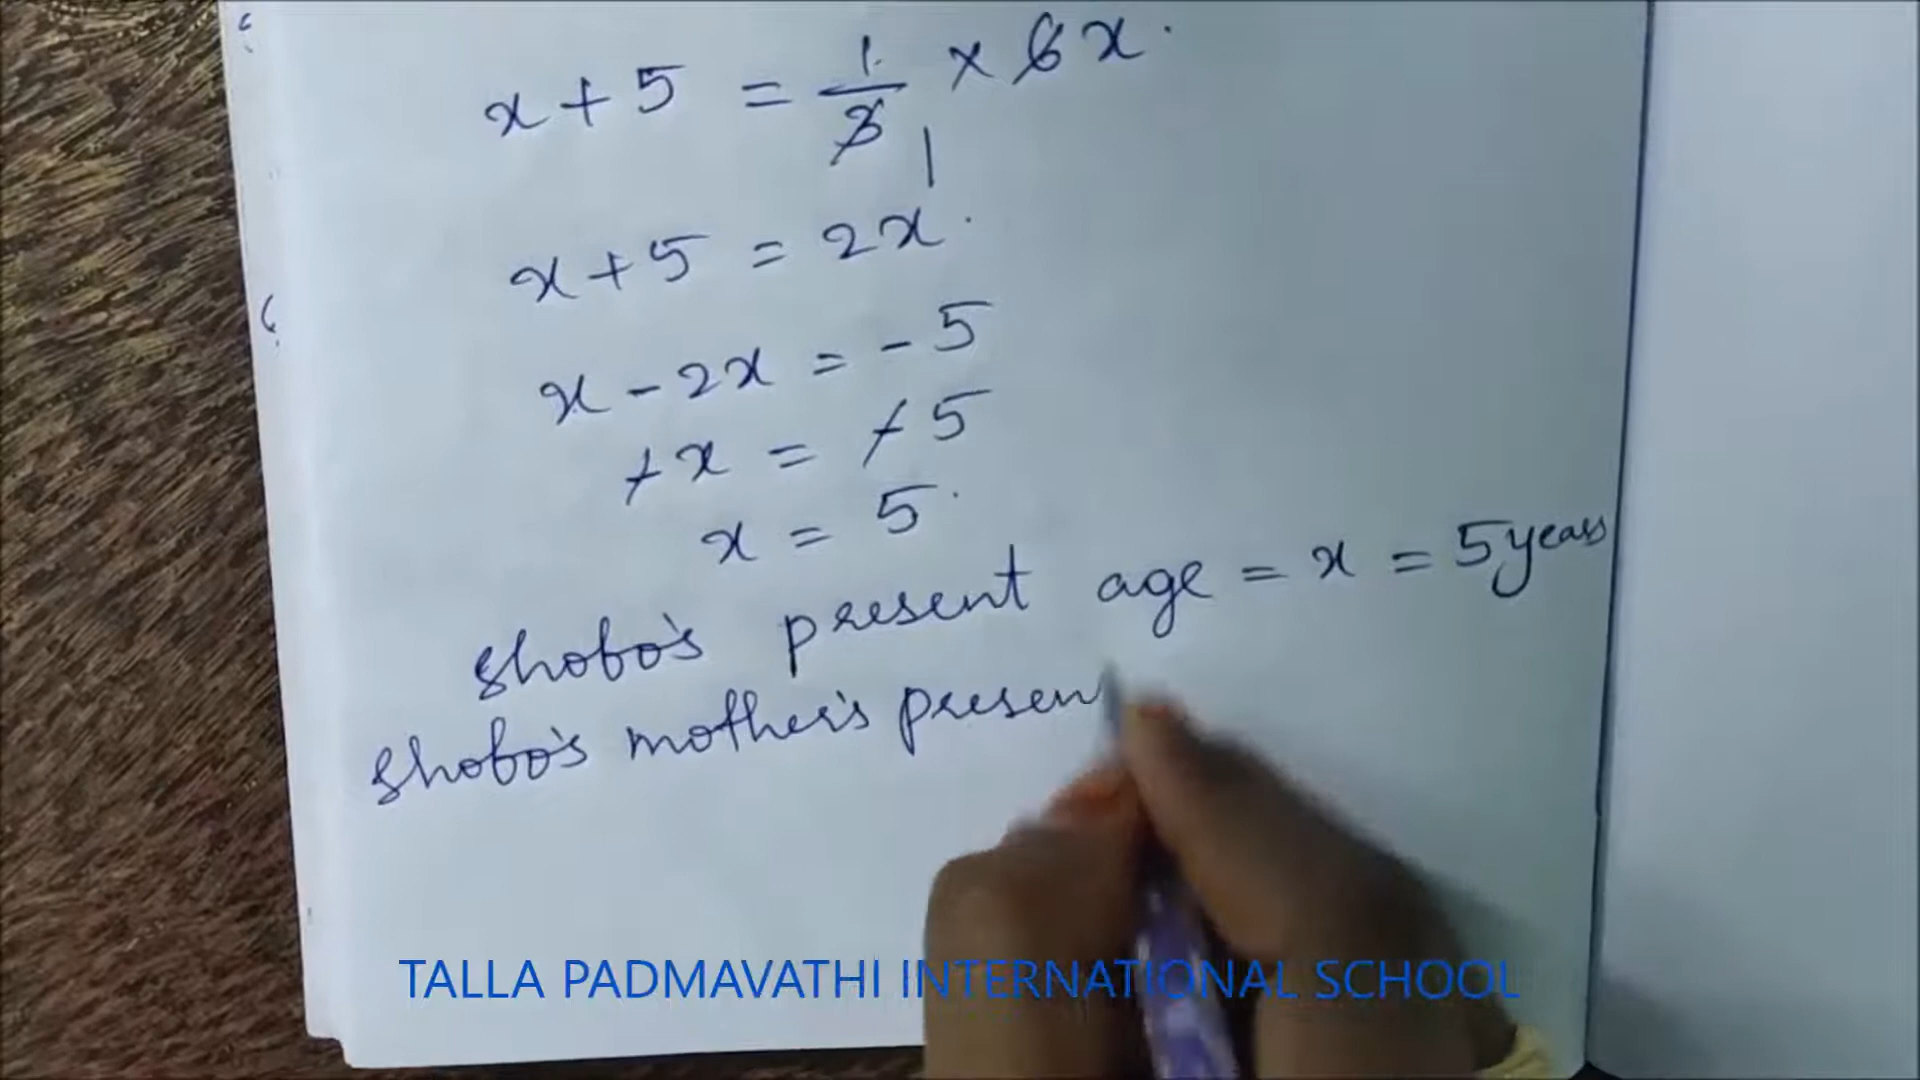 x + 5 = 1/3 × 6x.
1
x + 5 = 2x.
x - 2x = -5
-x = -5
x = 5.
Shobo's present age = x = 5 years
Shobo's mother's presen
TALLA PADMAVATHI INTERNATIONAL SCHOOL